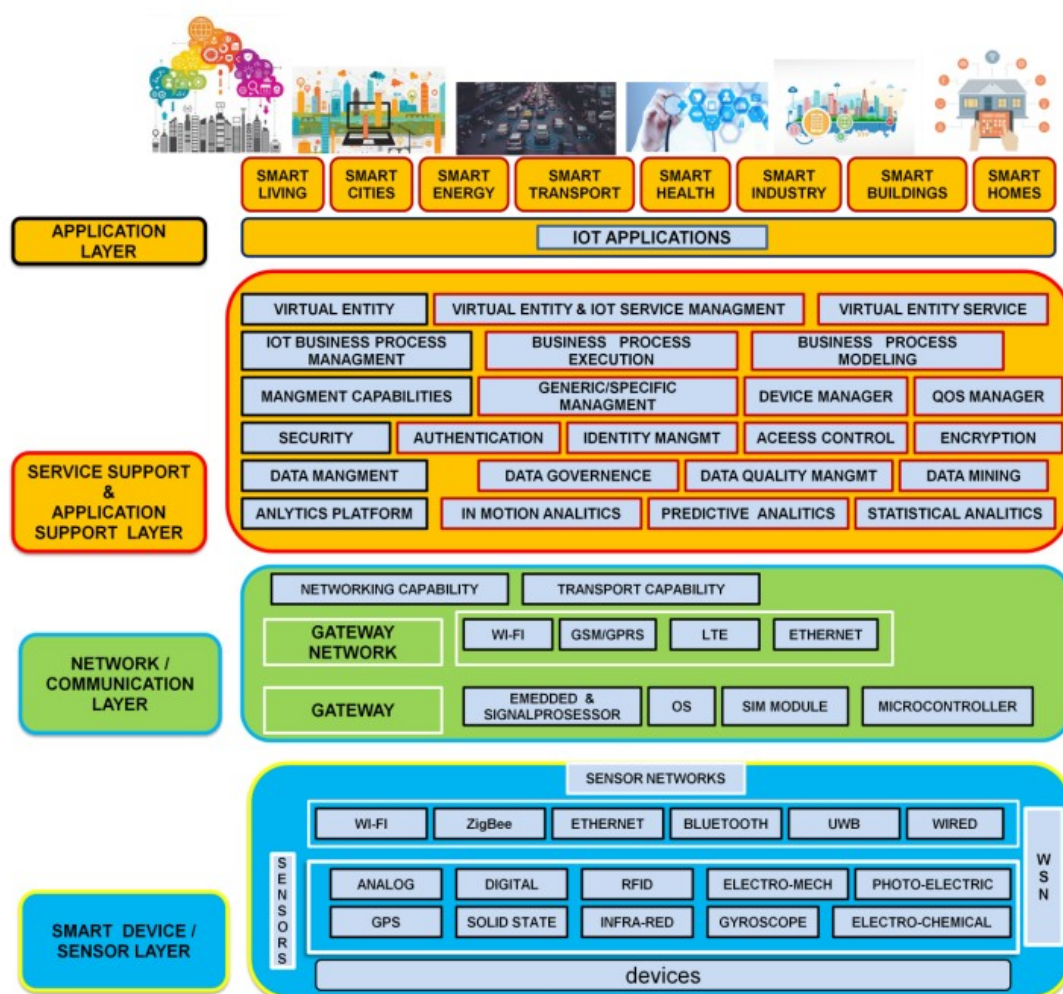 SMART
LIVING
SMART
CITIES
SMART
ENERGY
SMART
TRANSPORT
SMART
HEALTH
SMART
INDUSTRY
SMART
BUILDINGS
SMART
HOMES
APPLICATION
LAYER
IOT APPLICATIONS
VIRTUAL ENTITY
VIRTUAL ENTITY & IOT SERVICE MANAGMENT
VIRTUAL ENTITY SERVICE
IOT BUSINESS PROCESS
MANAGMENT
BUSINESS PROCESS
EXECUTION
BUSINESS PROCESS
MODELING
MANGMENT CAPABILITIES
GENERIC/SPECIFIC
MANAGMENT
DEVICE MANAGER
QOS MANAGER
SECURITY
AUTHENTICATION
IDENTITY MANGMT
ACEESS CONTROL
ENCRYPTION
SERVICE SUPPORT
&
APPLICATION
SUPPORT LAYER
DATA MANGMENT
DATA GOVERNENCE
DATA QUALITY MANGMT
DATA MINING
ANLYTICS PLATFORM
IN MOTION ANALITICS
PREDICTIVE ANALITICS
STATISTICAL ANALITICS
NETWORKING CAPABILITY
TRANSPORT CAPABILITY
GATEWAY
NETWORK
WI-FI
GSM/GPRS
LTE
ETHERNET
NETWORK /
COMMUNICATION
LAYER
GATEWAY
EMEDDED &
SIGNALPROSESSOR
OS
SIM MODULE
MICROCONTROLLER
SENSOR NETWORKS
WI-FI
ZigBee
ETHERNET
BLUETOOTH
UWB
WIRED
SENSORS
WSN
ANALOG
DIGITAL
RFID
ELECTRO-MECH
PHOTO-ELECTRIC
GPS
SOLID STATE
INFRA-RED
GYROSCOPE
ELECTRO-CHEMICAL
SMART DEVICE /
SENSOR LAYER
devices